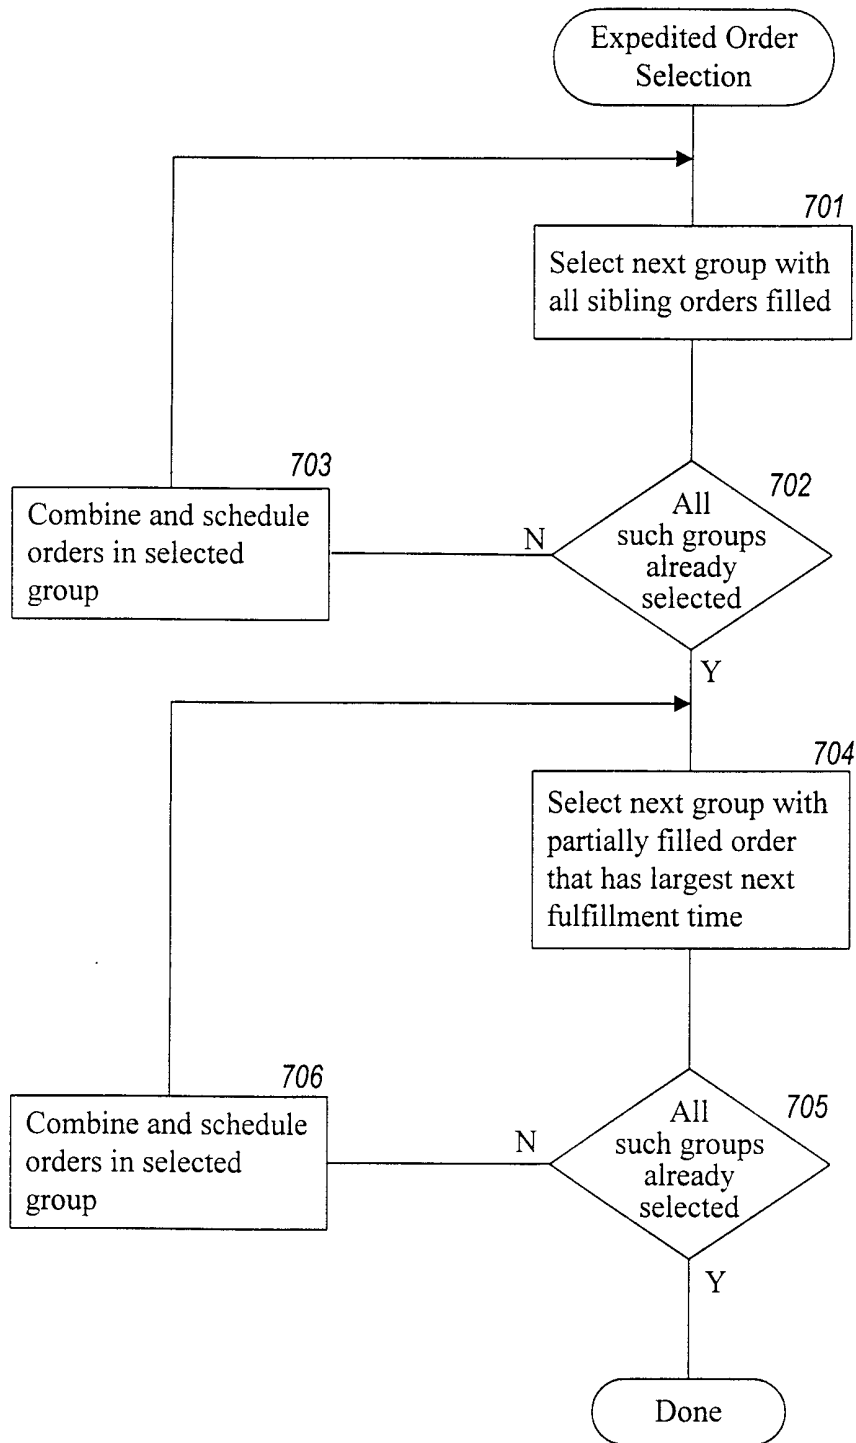 Expedited Order
Selection
701
Select next group with
all sibling orders filled
703
Combine and schedule
orders in selected
group
702
All
such groups
already
selected
N
Y
704
Select next group with
partially filled order
that has largest next
fulfillment time
706
Combine and schedule
orders in selected
group
705
All
such groups
already
selected
N
Y
Done